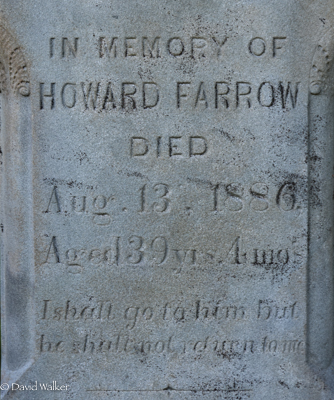 IN MEMORY OF
HOWARD FARROW
DIED
Aug. 13, 1886
Aged 39 yrs. 4 mos
I shall go to him but
he shall not return to me
© David Walker